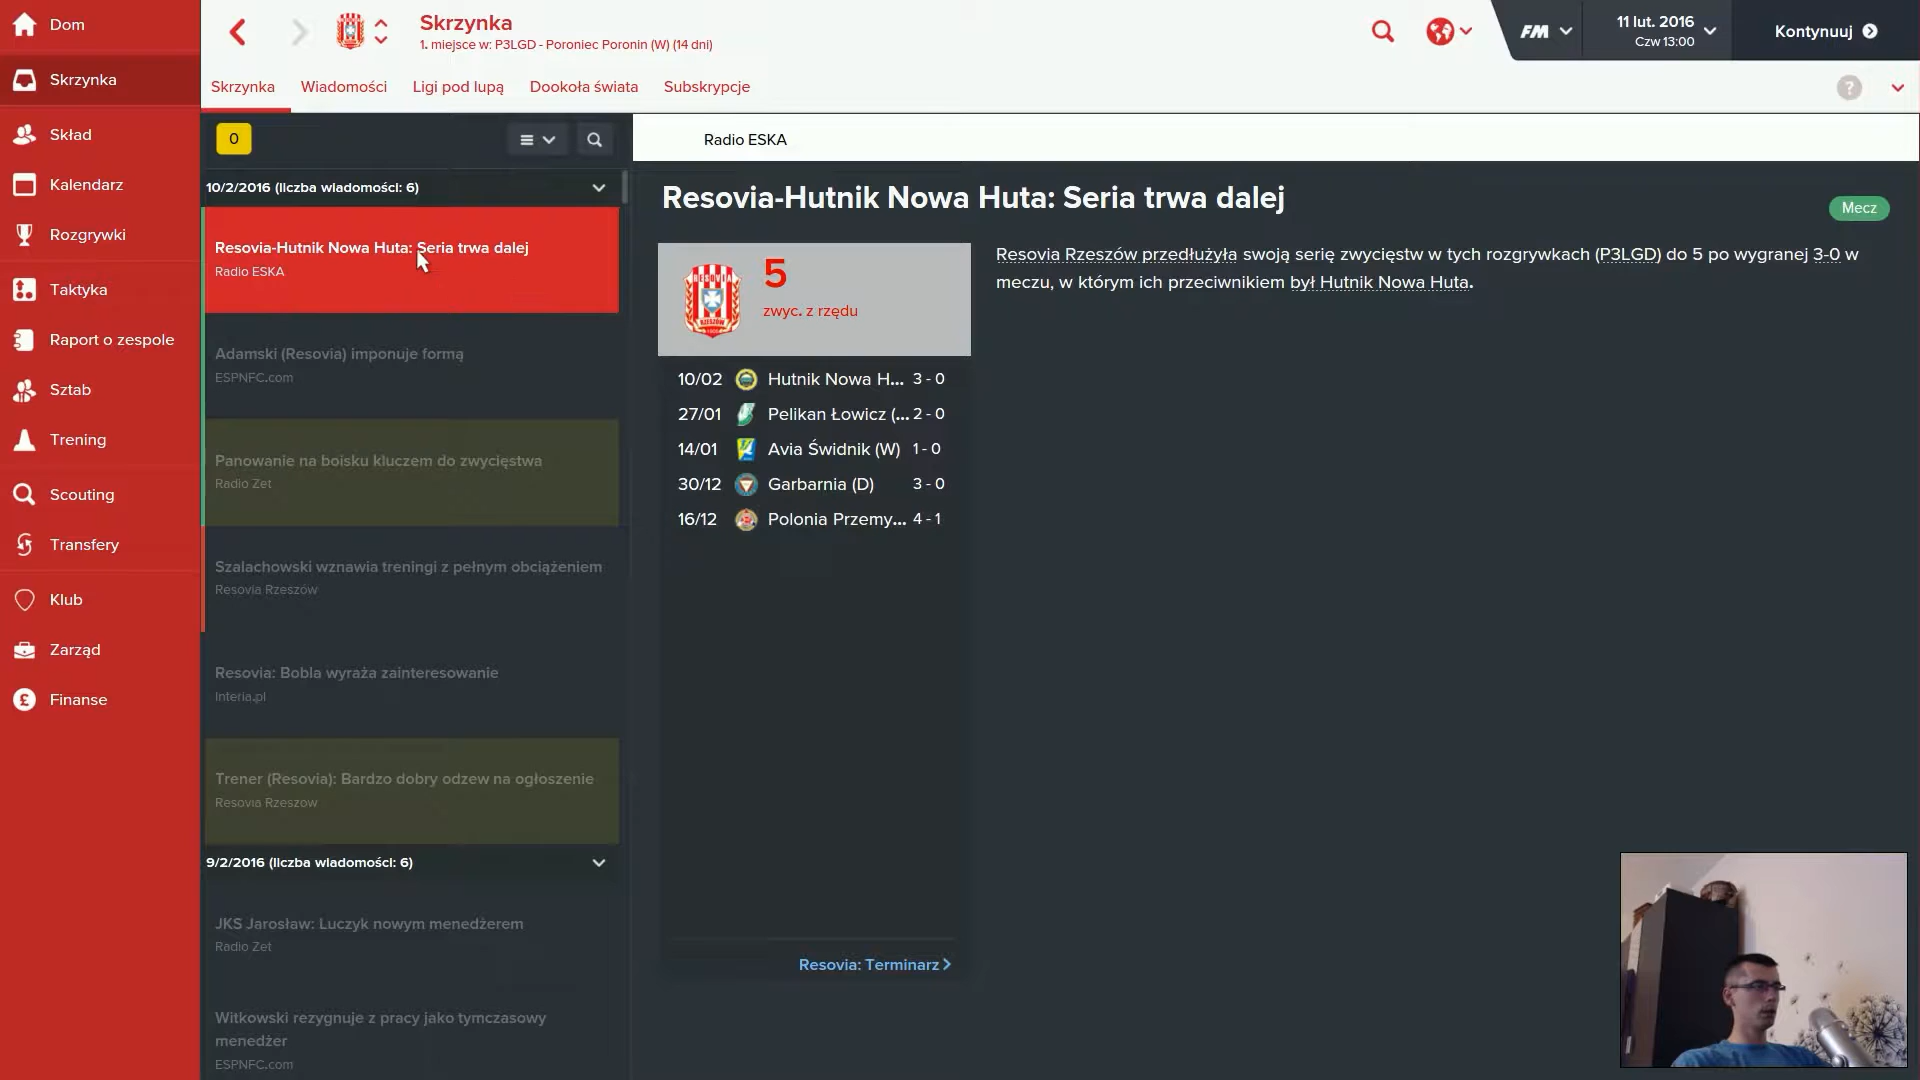 Dom
Skrzynka
Skład
Kalendarz
Rozgrywki
Taktyka
Raport o zespole
Sztab
Trening
Scouting
Transfery
Klub
Zarząd
Finanse
Skrzynka
1. miejsce w: P3LGD - Poroniec Poronin (W) (14 dni)
FM
11 lut. 2016
Czw 13:00
Kontynuuj
Skrzynka Wiadomości Ligi pod lupą Dookoła świata Subskrypcje
?
0
10/2/2016 (liczba wiadomości: 6)
Resovia-Hutnik Nowa Huta: Seria trwa dalej
Radio ESKA
Adamski (Resovia) imponuje formą
ESPNFC.com
Panowanie na boisku kluczem do zwycięstwa
Radio Zet
Szalachowski wznawia treningi z pełnym obciążeniem
Resovia Rzeszów
Resovia: Bobla wyraża zainteresowanie
Interia.pl
Trener (Resovia): Bardzo dobry odzew na ogłoszenie
Resovia Rzeszów
9/2/2016 (liczba wiadomości: 6)
JKS Jarosław: Luczyk nowym menedżerem
Radio Zet
Witkowski rezygnuje z pracy jako tymczasowy
menedżer
ESPNFC.com
Radio ESKA
Resovia-Hutnik Nowa Huta: Seria trwa dalej
Mecz
RESOVIA
RZESZÓW
5
zwyc. z rzędu
10/02 Hutnik Nowa H... 3 - 0
27/01 Pelikan Łowicz (... 2 - 0
14/01 Avia Świdnik (W) 1 - 0
30/12 Garbarnia (D) 3 - 0
16/12 Polonia Przemy... 4 - 1
Resovia: Terminarz
Resovia Rzeszów przedłużyła swoją serię zwycięstw w tych rozgrywkach (P3LGD) do 5 po wygranej 3-0 w
meczu, w którym ich przeciwnikiem był Hutnik Nowa Huta.